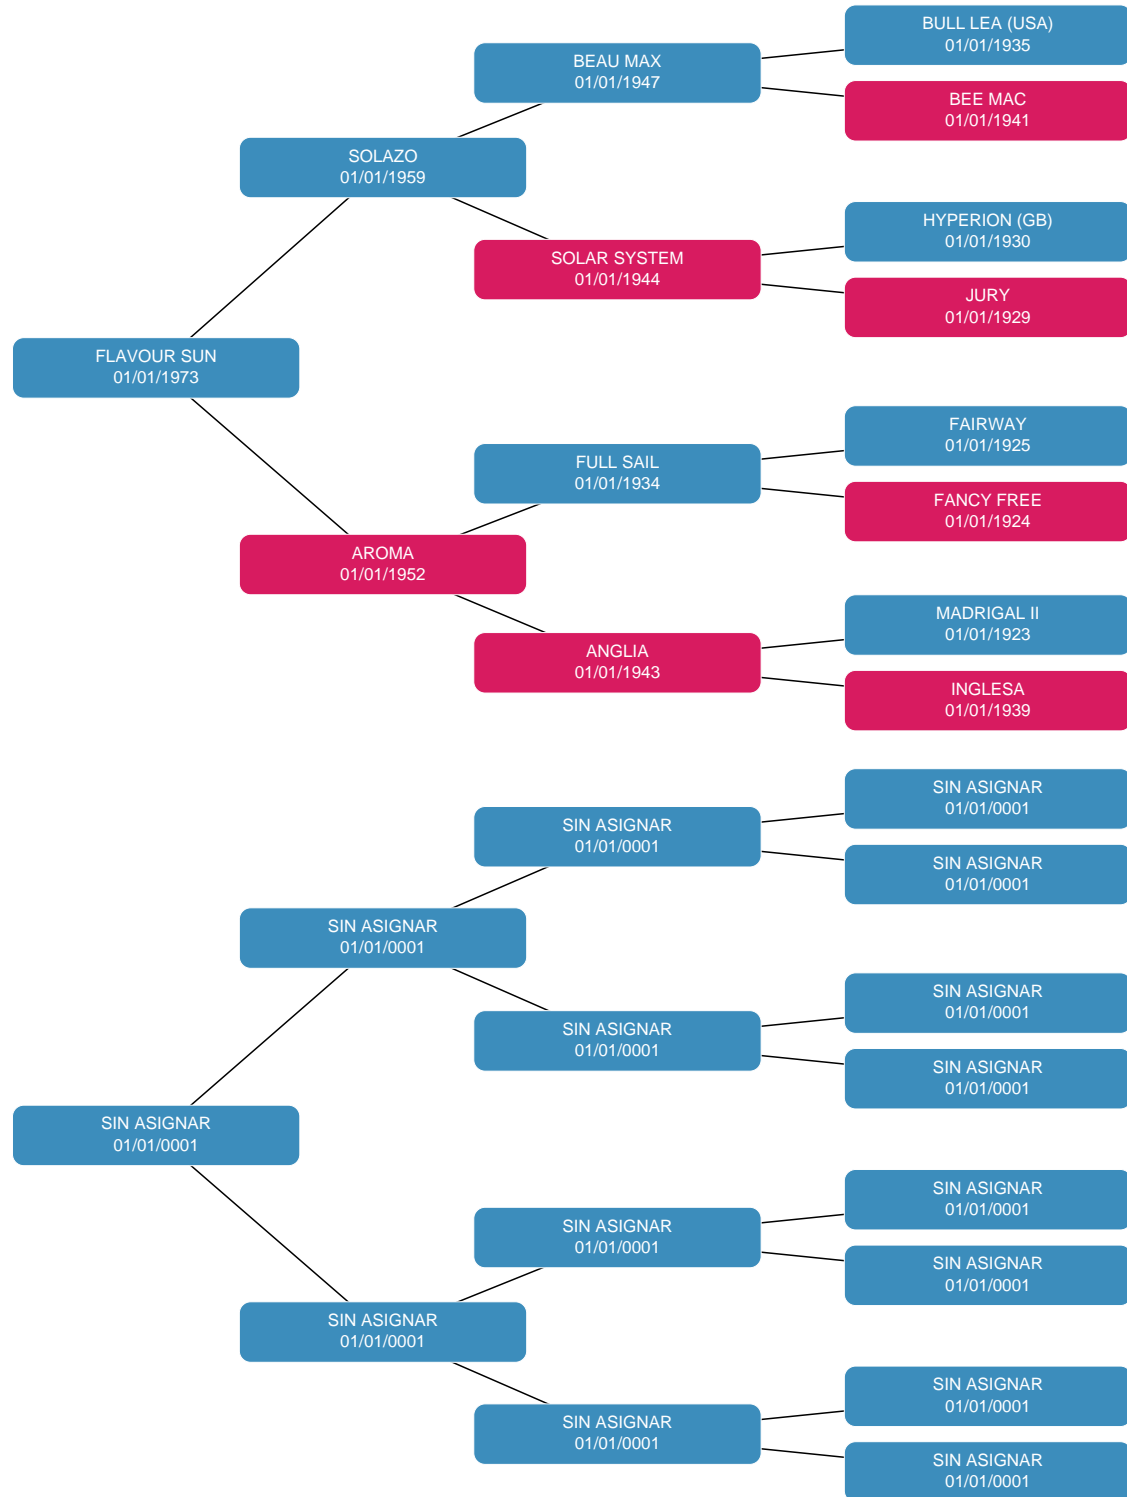 BULL LEA (USA)
01/01/1935
BEAU MAX
01/01/1947
BEE MAC
01/01/1941
SOLAZO
01/01/1959
HYPERION (GB)
01/01/1930
SOLAR SYSTEM
01/01/1944
JURY
01/01/1929
FLAVOUR SUN
01/01/1973
FAIRWAY
01/01/1925
FULL SAIL
01/01/1934
FANCY FREE
01/01/1924
AROMA
01/01/1952
MADRIGAL II
01/01/1923
ANGLIA
01/01/1943
INGLESA
01/01/1939
SIN ASIGNAR
01/01/0001
SIN ASIGNAR
01/01/0001
SIN ASIGNAR
01/01/0001
SIN ASIGNAR
01/01/0001
SIN ASIGNAR
01/01/0001
SIN ASIGNAR
01/01/0001
SIN ASIGNAR
01/01/0001
SIN ASIGNAR
01/01/0001
SIN ASIGNAR
01/01/0001
SIN ASIGNAR
01/01/0001
SIN ASIGNAR
01/01/0001
SIN ASIGNAR
01/01/0001
SIN ASIGNAR
01/01/0001
SIN ASIGNAR
01/01/0001
SIN ASIGNAR
01/01/0001